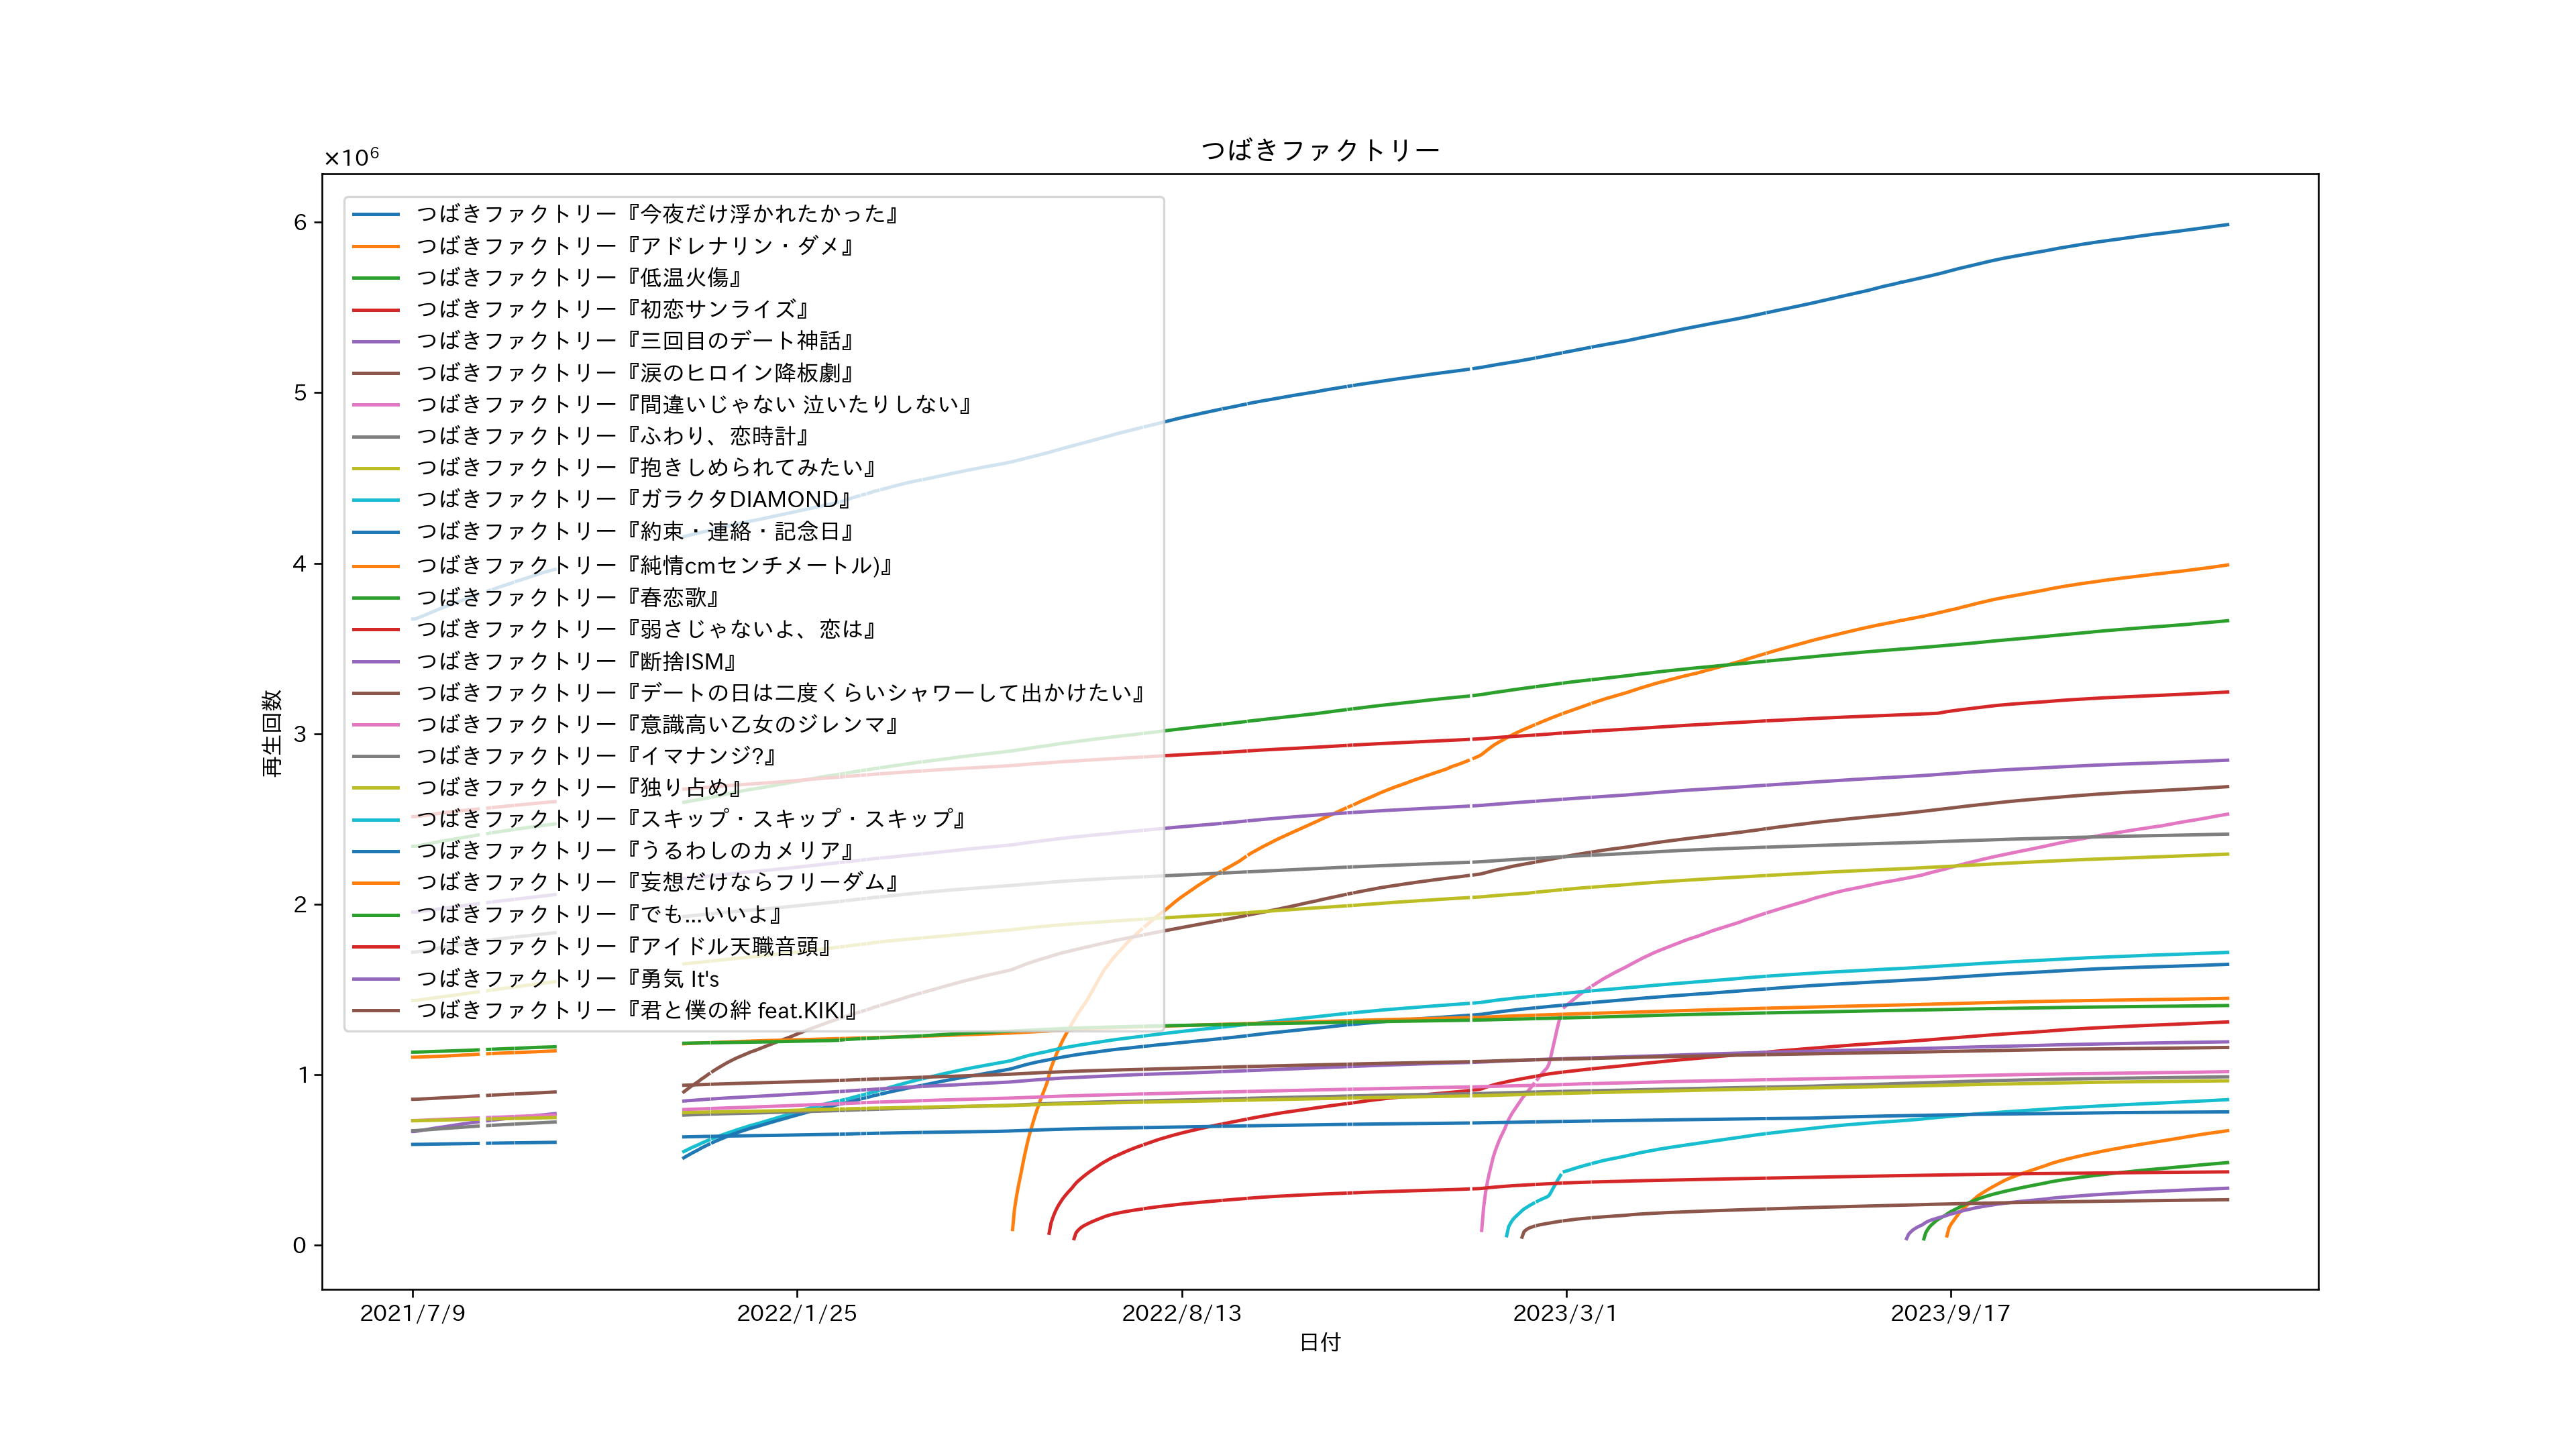 つばきファクトリー
×10⁶
つばきファクトリー『今夜だけ浮かれたかった』
つばきファクトリー『アドレナリン・ダメ』
つばきファクトリー『低温火傷』
つばきファクトリー『初恋サンライズ』
つばきファクトリー『三回目のデート神話』
つばきファクトリー『涙のヒロイン降板劇』
つばきファクトリー『間違いじゃない 泣いたりしない』
つばきファクトリー『ふわり、恋時計』
つばきファクトリー『抱きしめられてみたい』
つばきファクトリー『ガラクタDIAMOND』
つばきファクトリー『約束・連絡・記念日』
つばきファクトリー『純情cmセンチメートル)』
つばきファクトリー『春恋歌』
つばきファクトリー『弱さじゃないよ、恋は』
つばきファクトリー『断捨ISM』
つばきファクトリー『デートの日は二度くらいシャワーして出かけたい』
つばきファクトリー『意識高い乙女のジレンマ』
つばきファクトリー『イマナンジ?』
つばきファクトリー『独り占め』
つばきファクトリー『スキップ・スキップ・スキップ』
つばきファクトリー『うるわしのカメリア』
つばきファクトリー『妄想だけならフリーダム』
つばきファクトリー『でも...いいよ』
つばきファクトリー『アイドル天職音頭』
つばきファクトリー『勇気 It's
つばきファクトリー『君と僕の絆 feat.KIKI』
6
5
4
3
2
1
0
再生回数
2021/7/9
2022/1/25
2022/8/13
2023/3/1
2023/9/17
日付